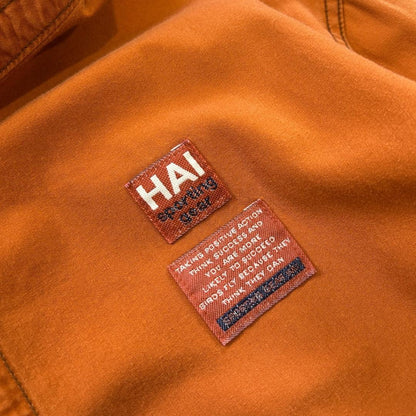 HAI
sporting
gear
TAKING POSITIVE ACTION
THINK SUCCESS AND
YOU ARE MORE
LIKELY TO SUCCEED
BIRDS FLY BECAUSE THEY
THINK THEY CAN